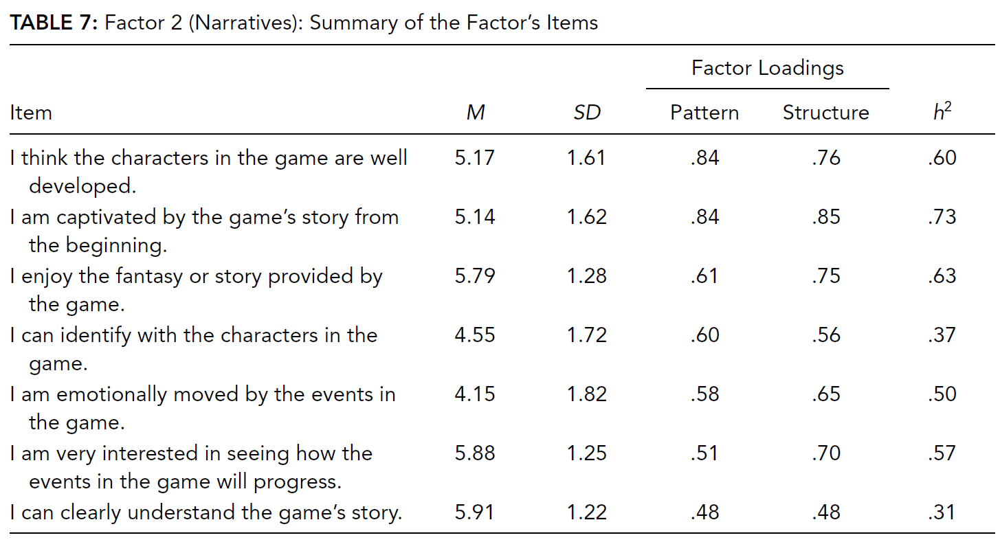 TABLE 7: Factor 2 (Narratives): Summary of the Factor’s Items
Factor Loadings
Item M SD Pattern Structure h²
I think the characters in the game are well 5.17 1.61 .84 .76 .60
developed.
I am captivated by the game’s story from 5.14 1.62 .84 .85 .73
the beginning.
I enjoy the fantasy or story provided by 5.79 1.28 .61 .75 .63
the game.
I can identify with the characters in the 4.55 1.72 .60 .56 .37
game.
I am emotionally moved by the events in 4.15 1.82 .58 .65 .50
the game.
I am very interested in seeing how the 5.88 1.25 .51 .70 .57
events in the game will progress.
I can clearly understand the game’s story. 5.91 1.22 .48 .48 .31